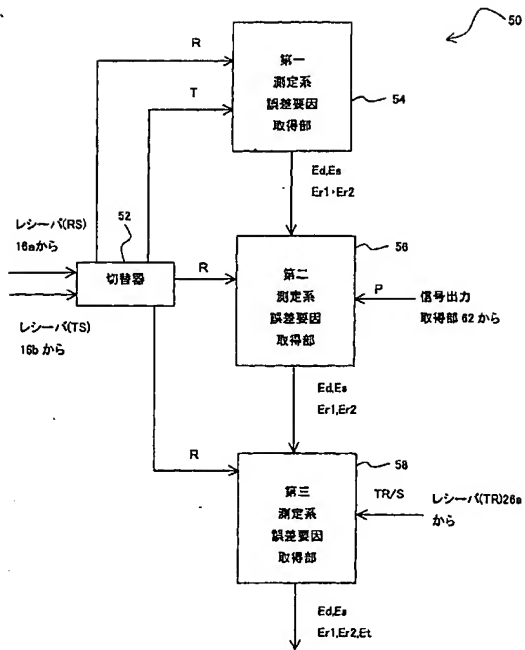 50
R
T
第一
測定系
誤差要因
取得部
54
Ed,Es
Er1・Er2
52
レシーバ(RS)
16aから
切替器
レシーバ(TS)
16b から
R
56
第二
測定系
誤差要因
取得部
P
信号出力
取得部 62 から
Ed,Es
Er1,Er2
R
58
第三
測定系
誤差要因
取得部
TR/S
レシーバ(TR)26a
から
Ed,Es
Er1,Er2,Et